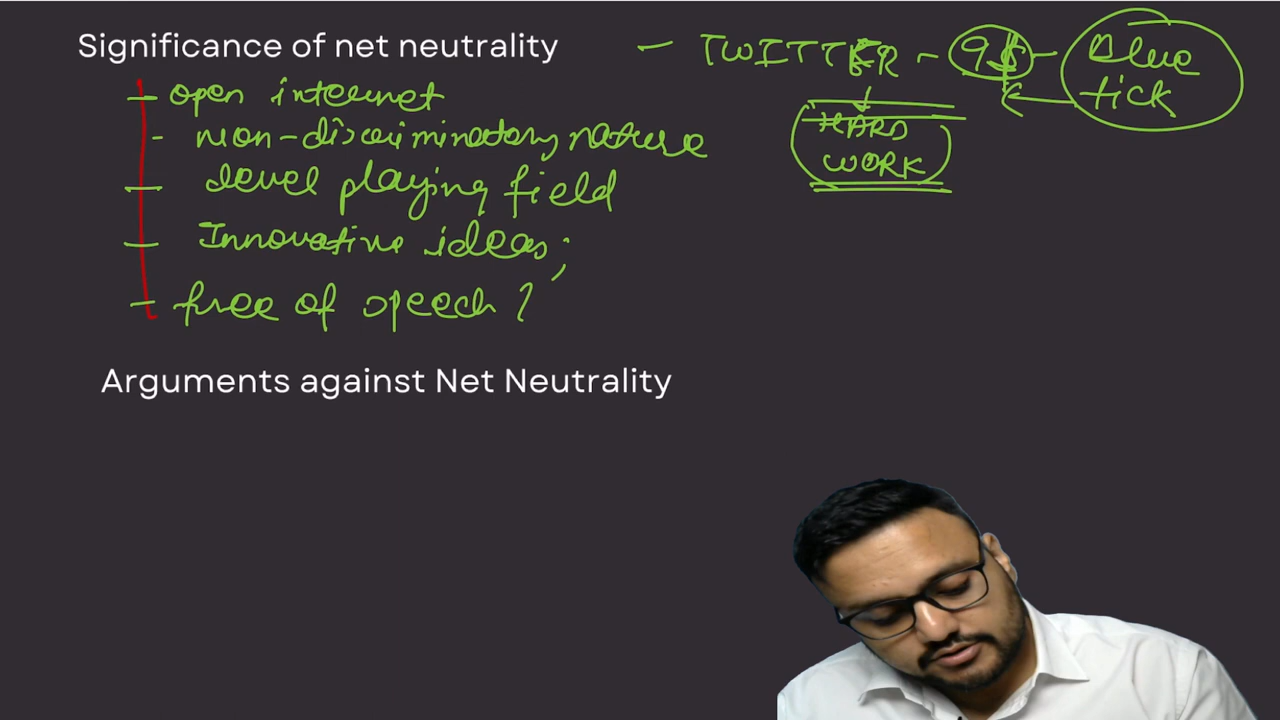 Significance of net neutrality
- open internet
- non-discriminatory nature
- level playing field
- Innovative ideas;
- free of speech?
- TWITTER - 9$ - Blue tick
HARD
WORK
Arguments against Net Neutrality